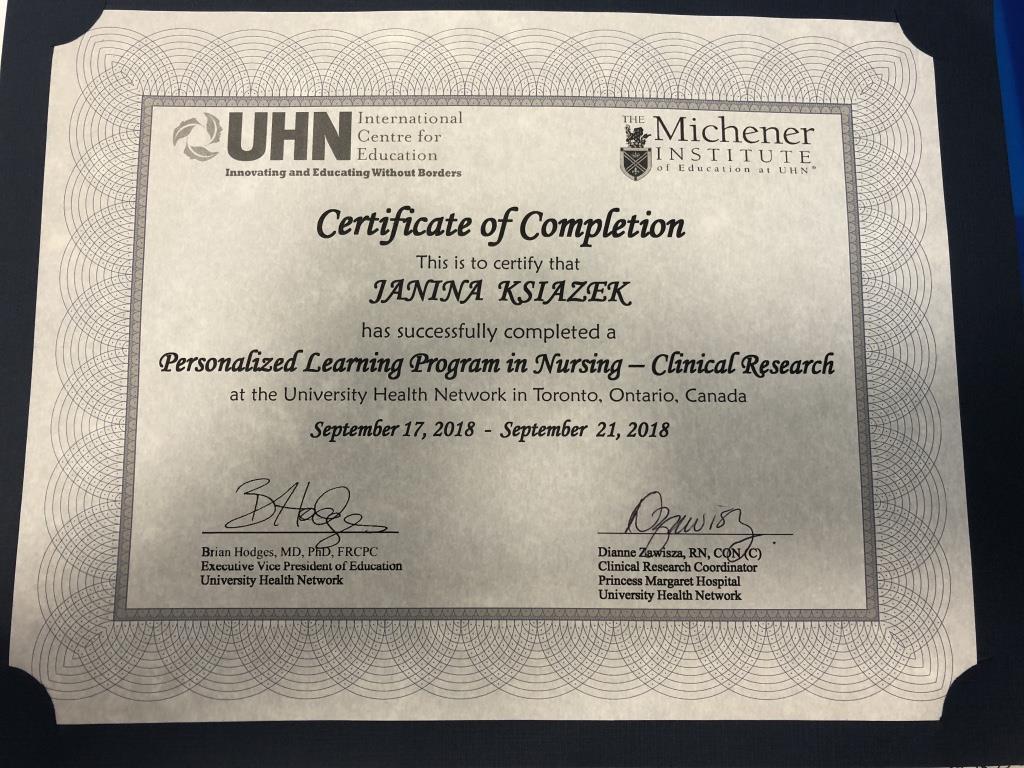 UHN International
Centre for
Education
Innovating and Educating Without Borders
THE Michener
INSTITUTE
of Education at UHN®
Certificate of Completion
This is to certify that
JANINA KSIAZEK
has successfully completed a
Personalized Learning Program in Nursing – Clinical Research
at the University Health Network in Toronto, Ontario, Canada
September 17, 2018 - September 21, 2018
BHodges
Brian Hodges, MD, PhD, FRCPC
Executive Vice President of Education
University Health Network
DZawisza
Dianne Zawisza, RN, CON (C)
Clinical Research Coordinator
Princess Margaret Hospital
University Health Network